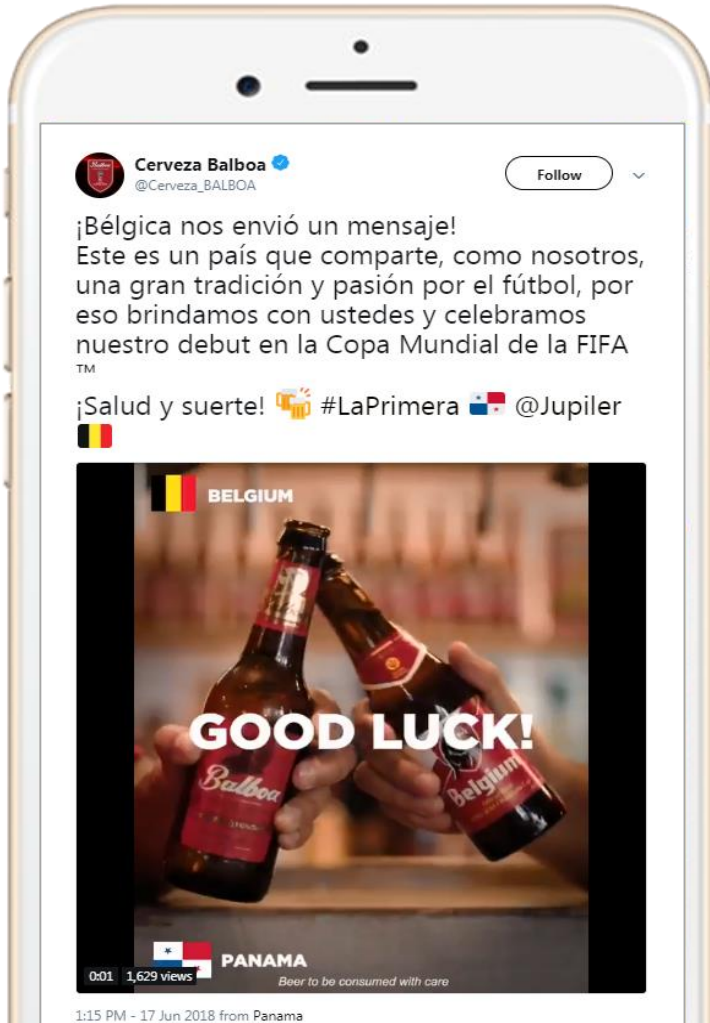 Cerveza Balboa
@Cerveza_BALBOA
Follow
¡Bélgica nos envió un mensaje!
Este es un país que comparte, como nosotros,
una gran tradición y pasión por el fútbol, por
eso brindamos con ustedes y celebramos
nuestro debut en la Copa Mundial de la FIFA
™
¡Salud y suerte! 🍻 #LaPrimera 🇵🇦 @Jupiler
🇧🇪
BELGIUM
GOOD LUCK!
Balboa
Belgium
PANAMA
0:01 1,629 views
Beer to be consumed with care
1:15 PM - 17 Jun 2018 from Panama